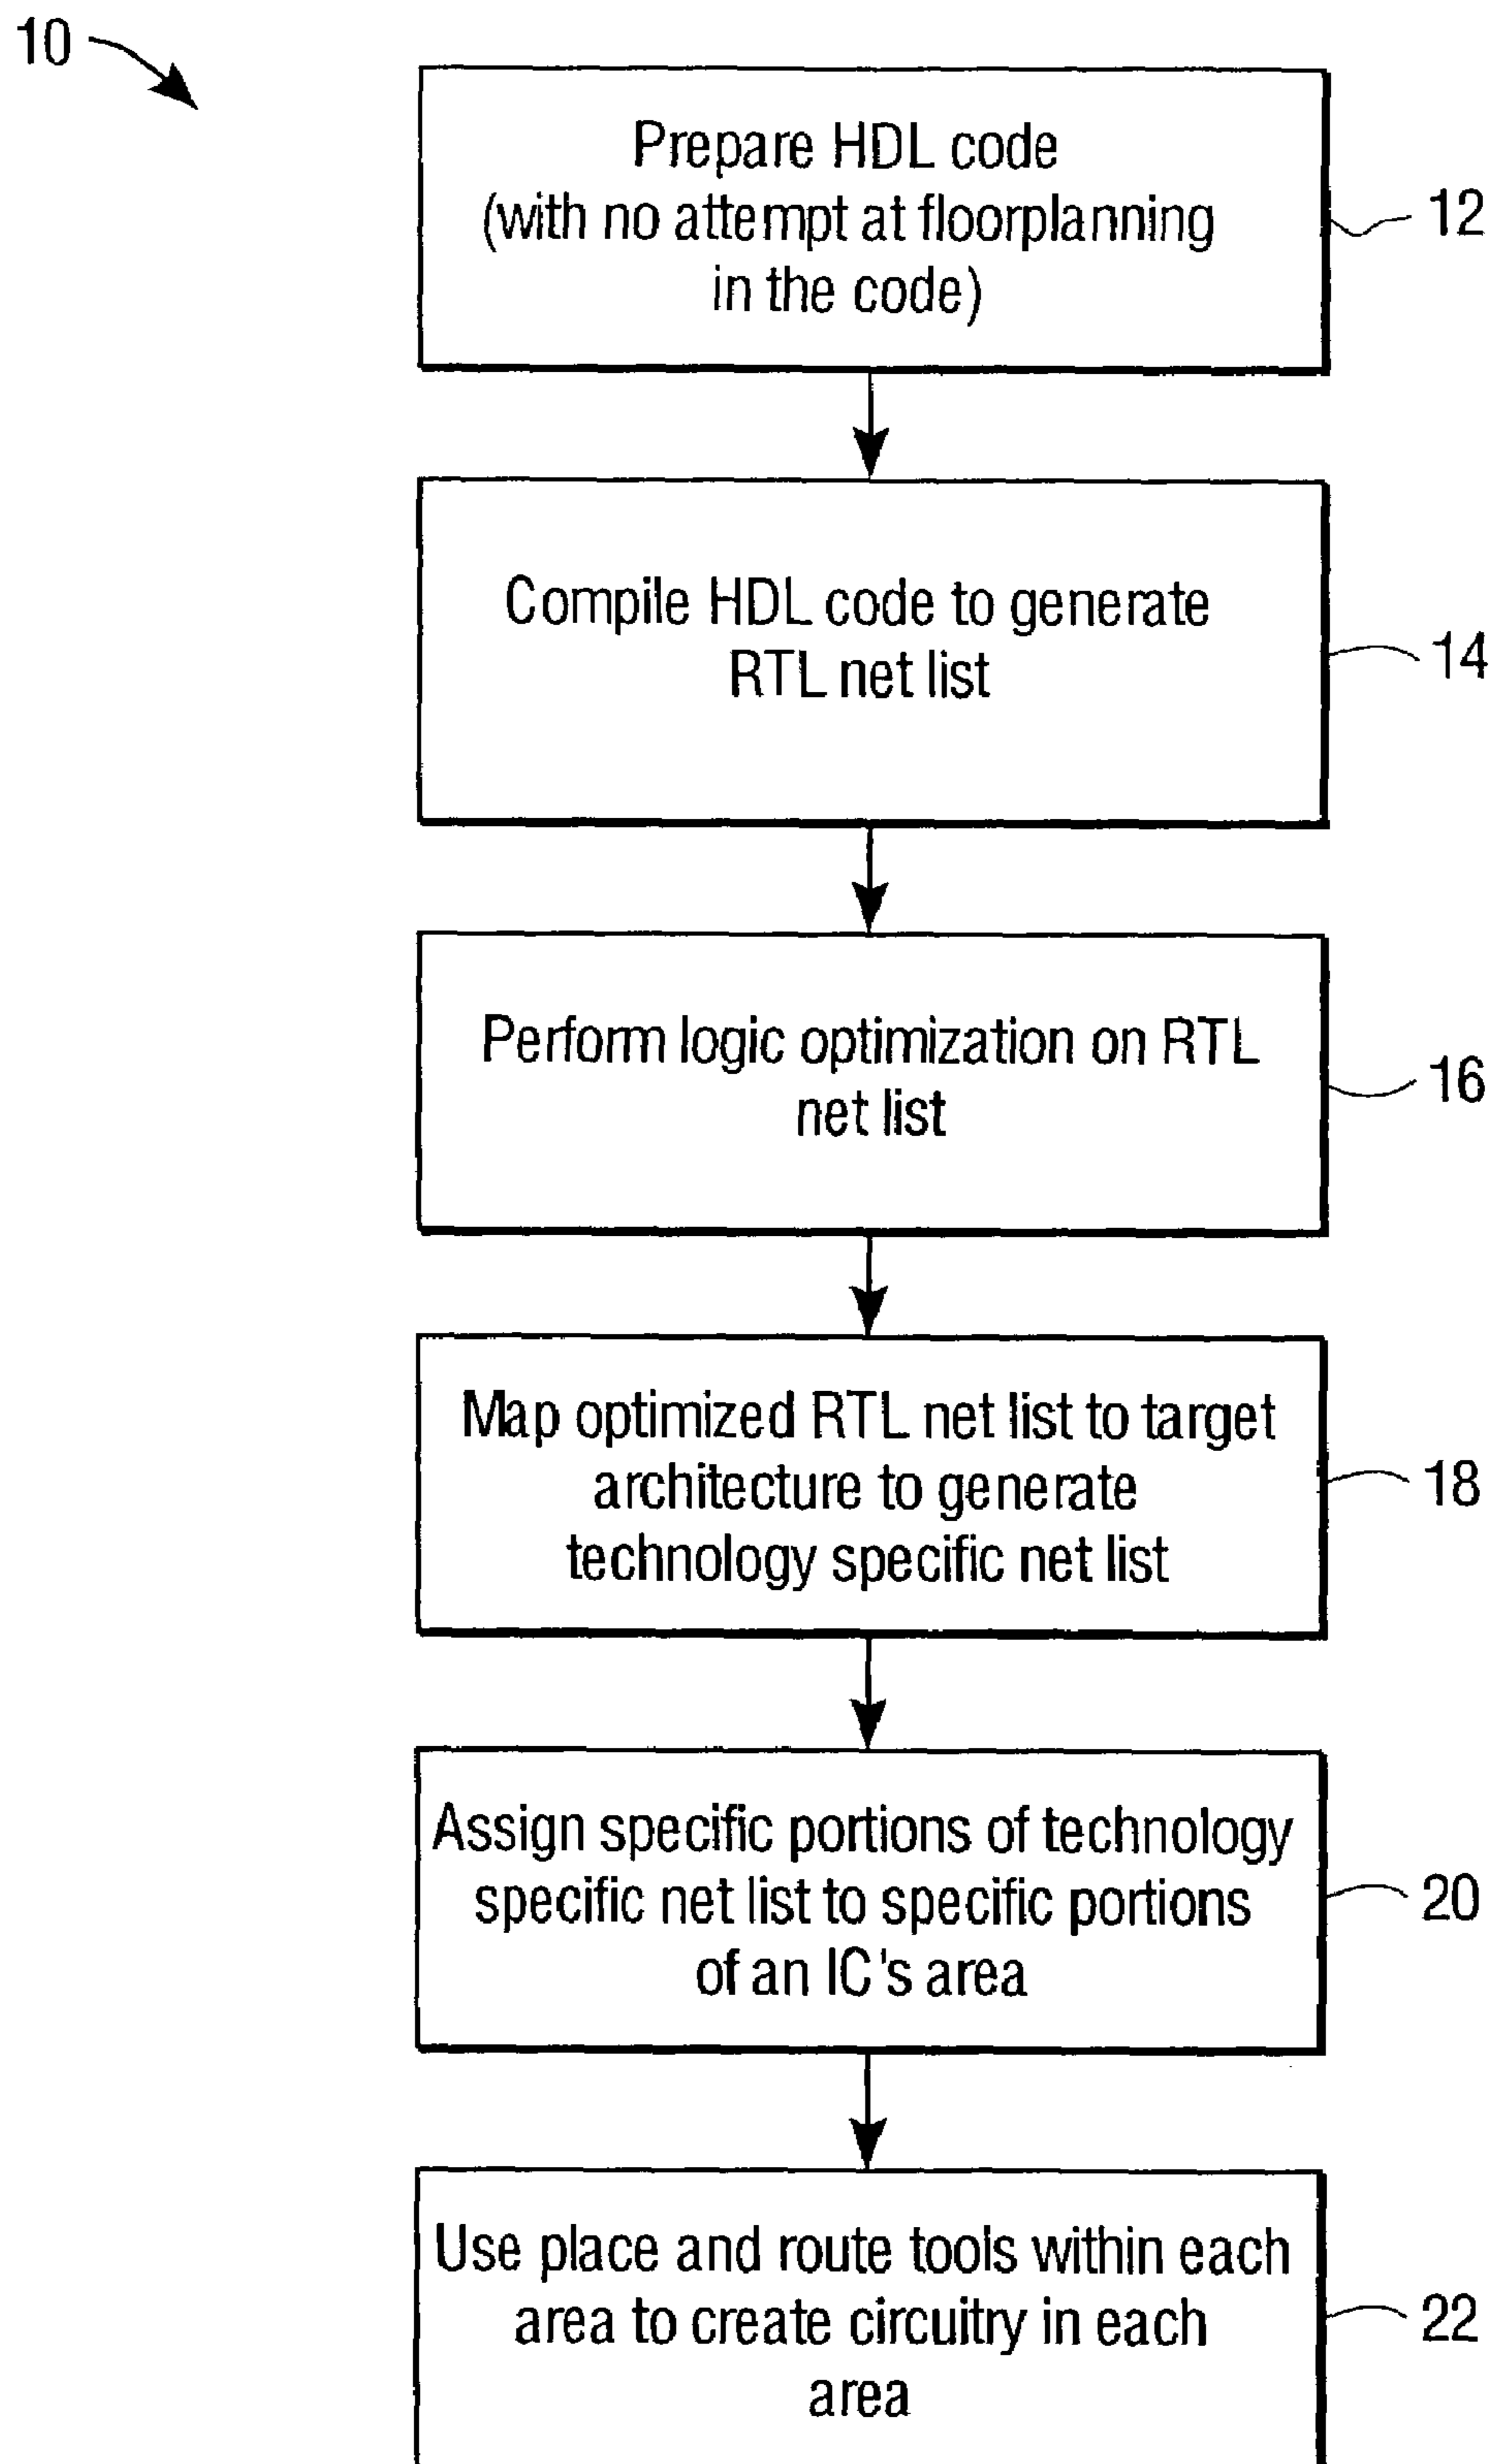 10
Prepare HDL code
(with no attempt at floorplanning
in the code)
12
Compile HDL code to generate
RTL net list
14
Perform logic optimization on RTL
net list
16
Map optimized RTL net list to target
architecture to generate
technology specific net list
18
Assign specific portions of technology
specific net list to specific portions
of an IC's area
20
Use place and route tools within each
area to create circuitry in each
area
22